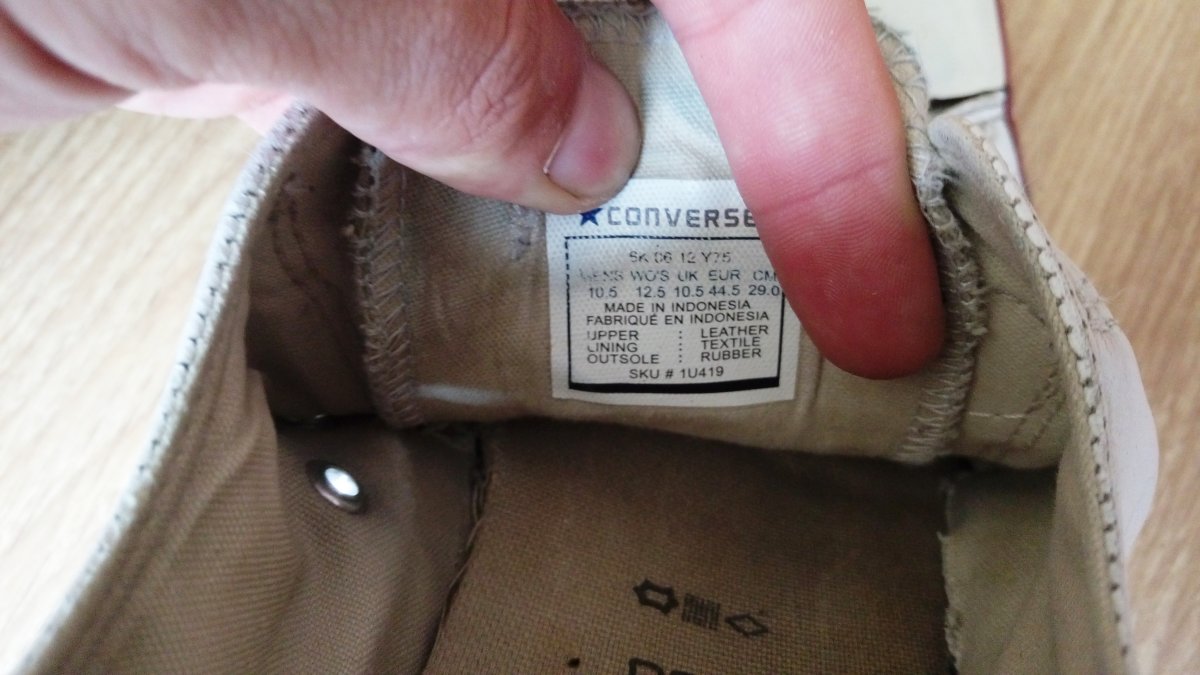 ★CONVERSE
SK 06 12 Y75
MENS WO'S UK EUR CM
10.5 12.5 10.5 44.5 29.0
MADE IN INDONESIA
FABRIQUÉ EN INDONESIA
UPPER : LEATHER
LINING : TEXTILE
OUTSOLE : RUBBER
SKU # 1U419